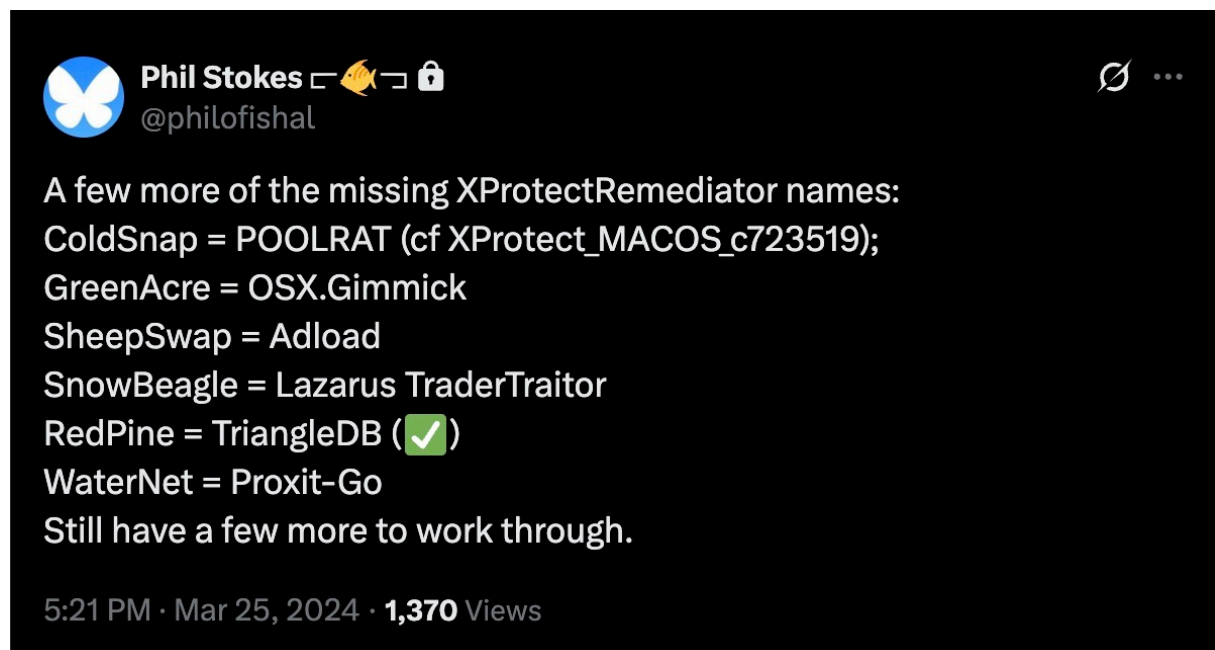 Phil Stokes ⫍🐠⫎ 🔒
@philofishal
A few more of the missing XProtectRemediator names:
ColdSnap = POOLRAT (cf XProtect_MACOS_c723519);
GreenAcre = OSX.Gimmick
SheepSwap = Adload
SnowBeagle = Lazarus TraderTraitor
RedPine = TriangleDB (✅)
WaterNet = Proxit-Go
Still have a few more to work through.
5:21 PM · Mar 25, 2024 · 1,370 Views